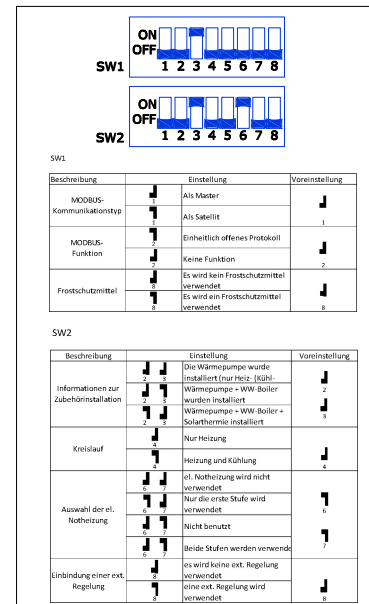 ON
OFF
SW1 1 2 3 4 5 6 7 8
ON
OFF
SW2 1 2 3 4 5 6 7 8
SW1
Beschreibung Einstellung Voreinstellung
MODBUS-
Kommunikationstyp
1 Als Master
1 Als Satellit
1
MODBUS-
Funktion
2 Einheitlich offenes Protokoll
2 Keine Funktion
2
Frostschutzmittel
8 Es wird kein Frostschutzmittel
verwendet
8 Es wird ein Frostschutzmittel
verwendet
8
SW2
Beschreibung Einstellung Voreinstellung
Informationen zur
Zubehörinstallation
2 3 Die Wärmepumpe wurde
installiert (nur Heiz- (Kühl-
2 3 Wärmepumpe + WW-Boiler
wurden installiert
2 3 Wärmepumpe + WW-Boiler +
Solarthermie installiert
2
3
Kreislauf
4 Nur Heizung
4 Heizung und Kühlung
4
Auswahl der el.
Notheizung
6 7 el. Notheizung wird nicht
verwendet
6 7 Nur die erste Stufe wird
verwendet
6 7 Nicht benutzt
6 7 Beide Stufen werden verwende
6
7
Einbindung einer ext.
Regelung
8 es wird keine ext. Regelung
verwendet
8 eine ext. Regelung wird
verwendet
8